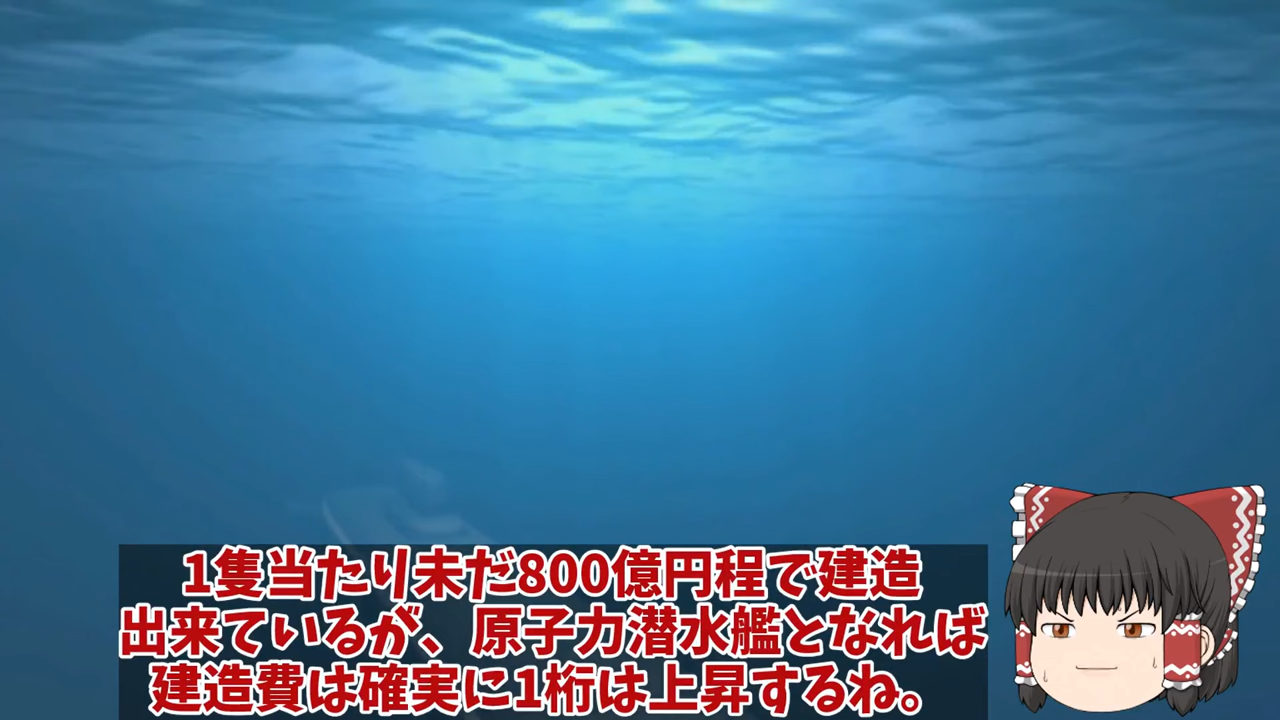 1隻当たり未だ800億円程で建造
出来ているが、原子力潜水艦となれば
建造費は確実に1桁は上昇するね。